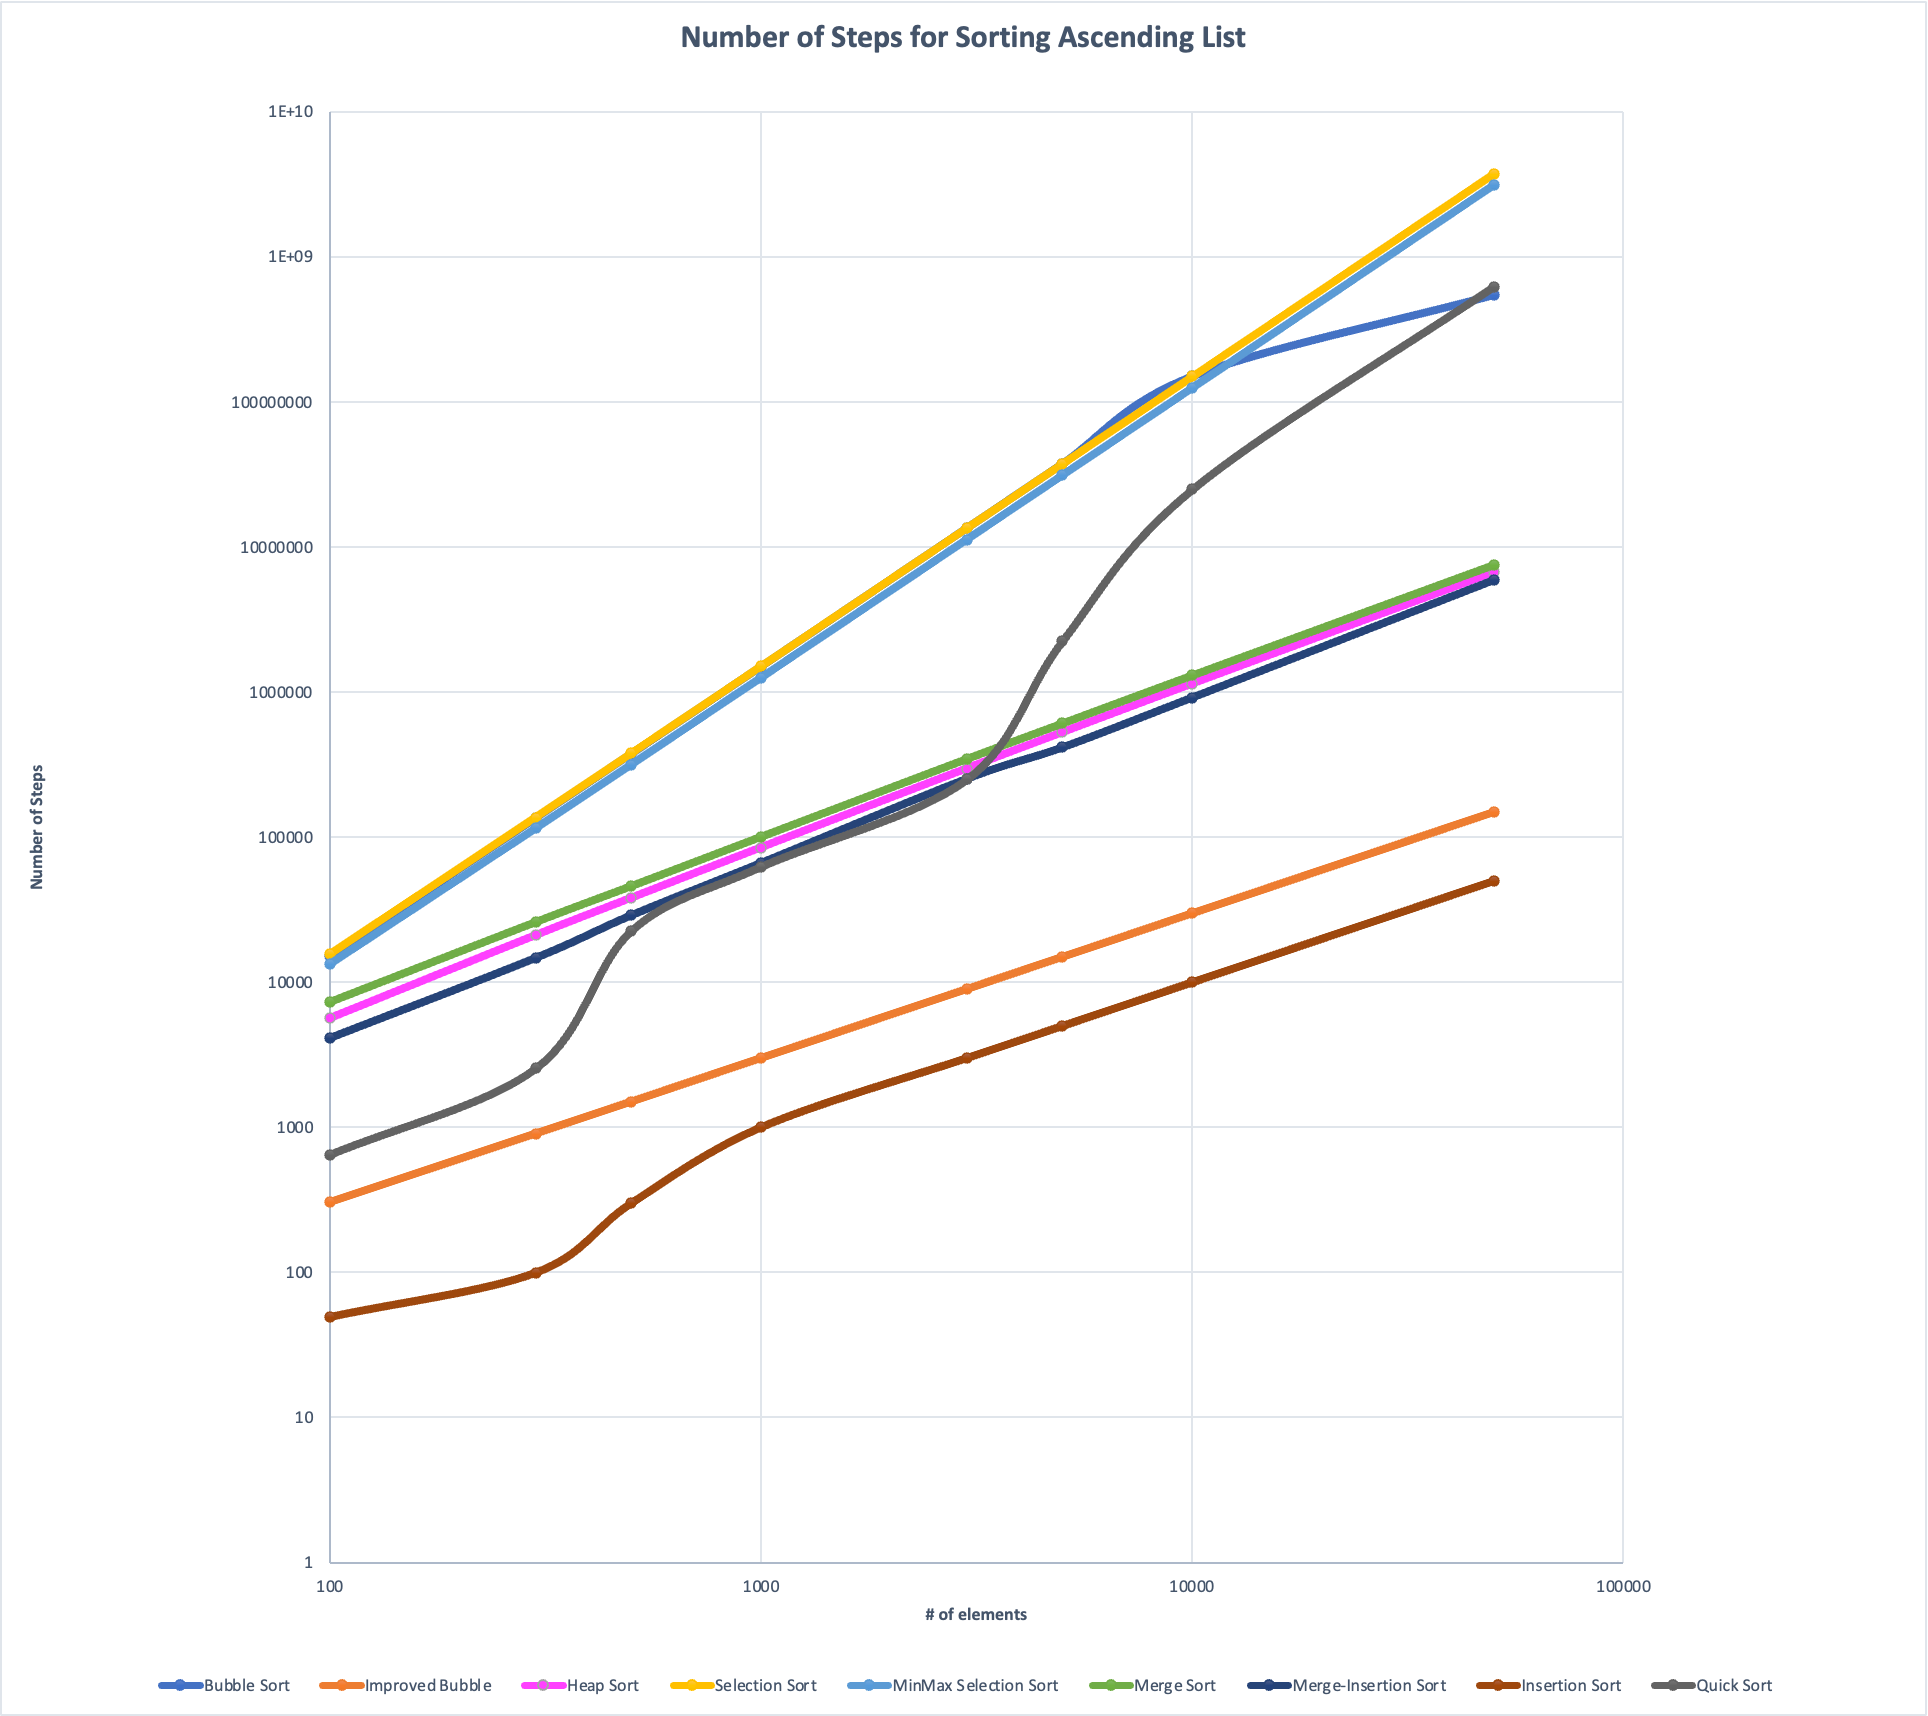 Number of Steps for Sorting Ascending List
1E+10
1E+09
100000000
10000000
1000000
100000
10000
1000
100
10
1
Number of Steps
100 1000 10000 100000
# of elements
Bubble Sort Improved Bubble Heap Sort Selection Sort MinMax Selection Sort Merge Sort Merge-Insertion Sort Insertion Sort Quick Sort